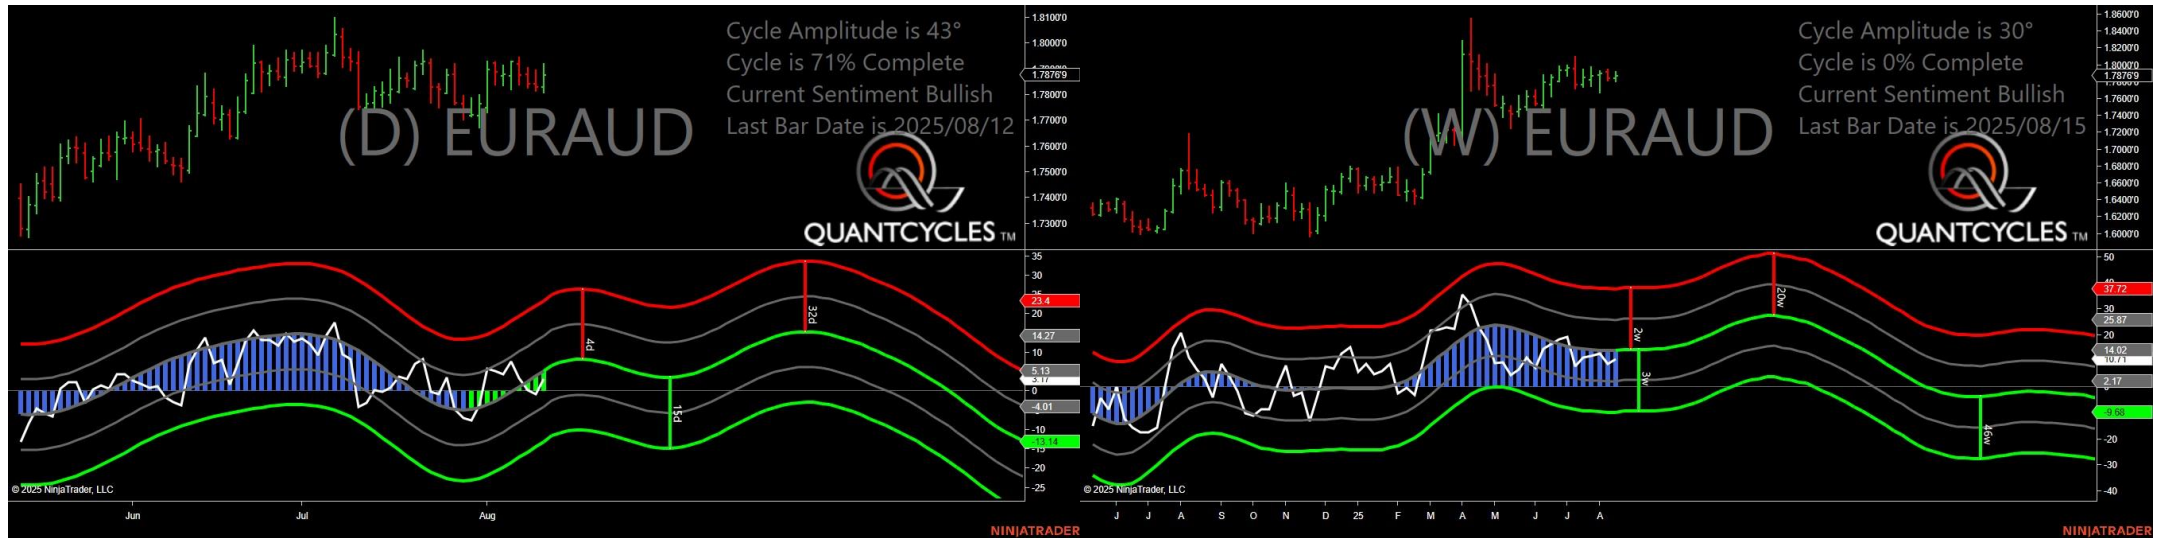 Cycle Amplitude is 43°
Cycle is 71% Complete
Current Sentiment Bullish
Last Bar Date is 2025/08/12
(D) EURAUD
QUANTCYCLES TM
1.8100'0
1.8000'0
1.7876'9
1.7800'0
1.7700'0
1.7600'0
1.7500'0
1.7400'0
1.7300'0
35
30
23.4
20
14.27
10
5.13
3.17
0
-4.01
-10
-13.14
-15
-20
-25
4d
15d
32d
© 2025 NinjaTrader, LLC
Jun
Jul
Aug
NINJATRADER
Cycle Amplitude is 30°
Cycle is 0% Complete
Current Sentiment Bullish
Last Bar Date is 2025/08/15
(W) EURAUD
QUANTCYCLES TM
1.8600'0
1.8400'0
1.8200'0
1.8000'0
1.7876'9
1.7600'0
1.7400'0
1.7200'0
1.7000'0
1.6800'0
1.6600'0
1.6400'0
1.6200'0
1.6000'0
50
37.72
30
25.87
20
14.02
10.71
2.17
-9.68
-20
-30
-40
2w
3w
20w
46w
© 2025 NinjaTrader, LLC
J
J
A
S
O
N
D
25
F
M
A
M
J
J
A
NINJATRADER